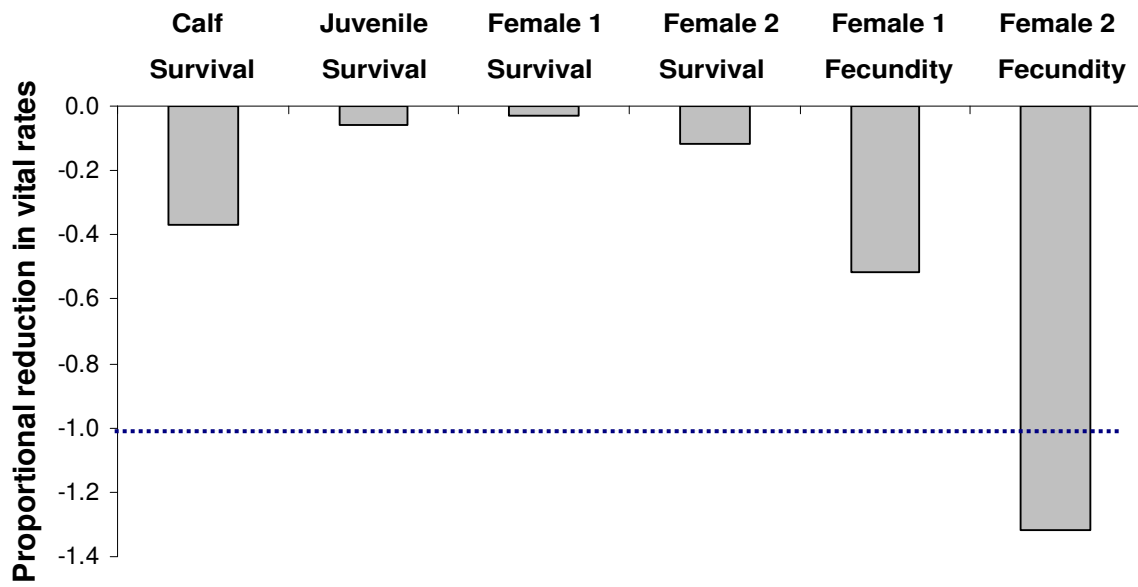 Calf Juvenile Female 1 Female 2 Female 1 Female 2
Survival Survival Survival Survival Fecundity Fecundity
Proportional reduction in vital rates
0.0
-0.2
-0.4
-0.6
-0.8
-1.0
-1.2
-1.4